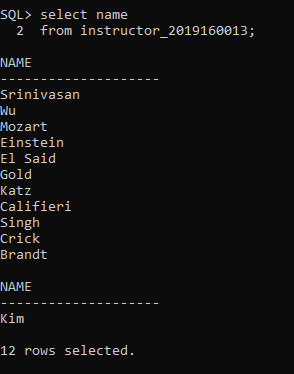 SQL> select name
  2  from instructor_2019160013;
NAME
--------------------
Srinivasan
Wu
Mozart
Einstein
El Said
Gold
Katz
Califieri
Singh
Crick
Brandt
NAME
--------------------
Kim
12 rows selected.